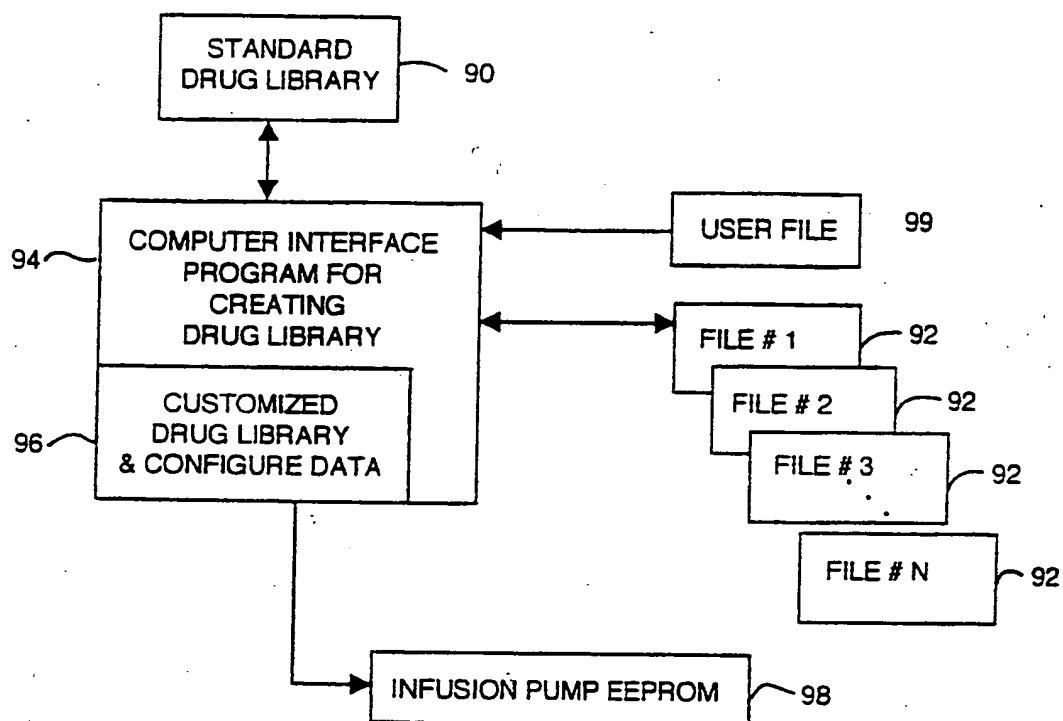 STANDARD
DRUG LIBRARY
90
COMPUTER INTERFACE
PROGRAM FOR
CREATING
DRUG LIBRARY
94
USER FILE
99
FILE # 1
92
FILE # 2
92
FILE # 3
92
FILE # N
92
CUSTOMIZED
DRUG LIBRARY
& CONFIGURE DATA
96
INFUSION PUMP EEPROM
98